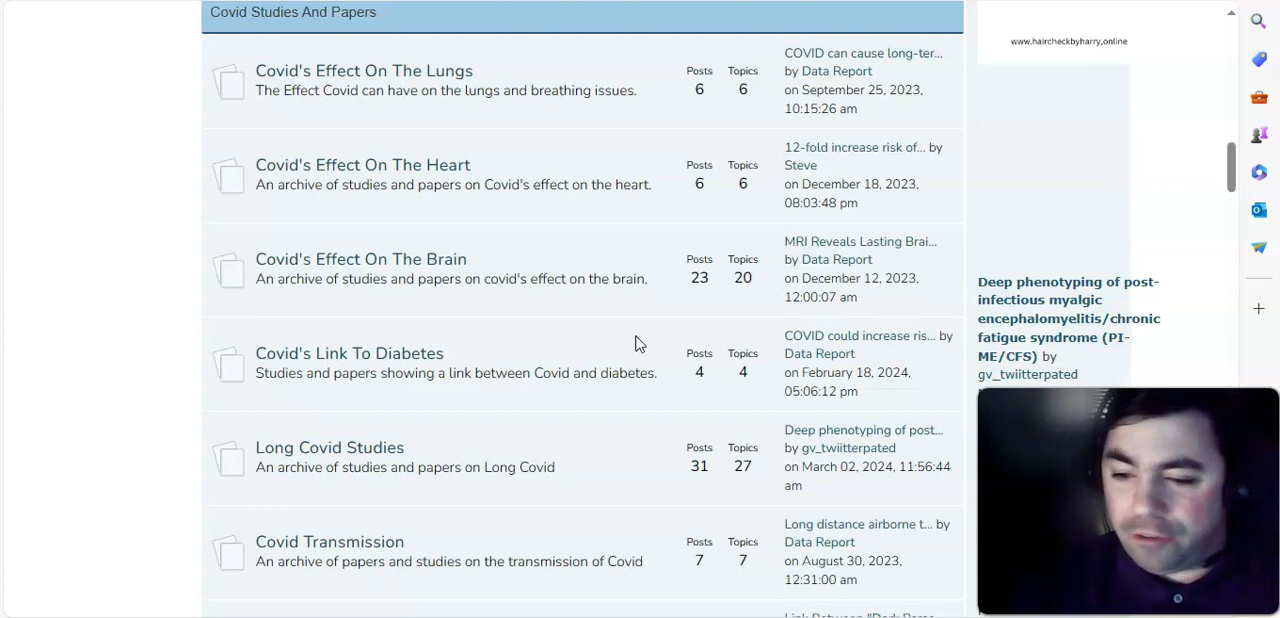 Covid Studies And Papers
Covid's Effect On The Lungs
The Effect Covid can have on the lungs and breathing issues.
Posts
6
Topics
6
COVID can cause long-ter...
by Data Report
on September 25, 2023,
10:15:26 am
Covid's Effect On The Heart
An archive of studies and papers on Covid's effect on the heart.
Posts
6
Topics
6
12-fold increase risk of... by
Steve
on December 18, 2023,
08:03:48 pm
Covid's Effect On The Brain
An archive of studies and papers on covid's effect on the brain.
Posts
23
Topics
20
MRI Reveals Lasting Brai...
by Data Report
on December 12, 2023,
12:00:07 am
Covid's Link To Diabetes
Studies and papers showing a link between Covid and diabetes.
Posts
4
Topics
4
COVID could increase ris... by
Data Report
on February 18, 2024,
05:06:12 pm
Long Covid Studies
An archive of studies and papers on Long Covid
Posts
31
Topics
27
Deep phenotyping of post...
by gv_twiitterpated
on March 02, 2024, 11:56:44
am
Covid Transmission
An archive of papers and studies on the transmission of Covid
Posts
7
Topics
7
Long distance airborne t... by
Data Report
on August 30, 2023,
12:31:00 am
www.haircheckbyharry,online
Deep phenotyping of post-
infectious myalgic
encephalomyelitis/chronic
fatigue syndrome (PI-
ME/CFS) by
gv_twiitterpated